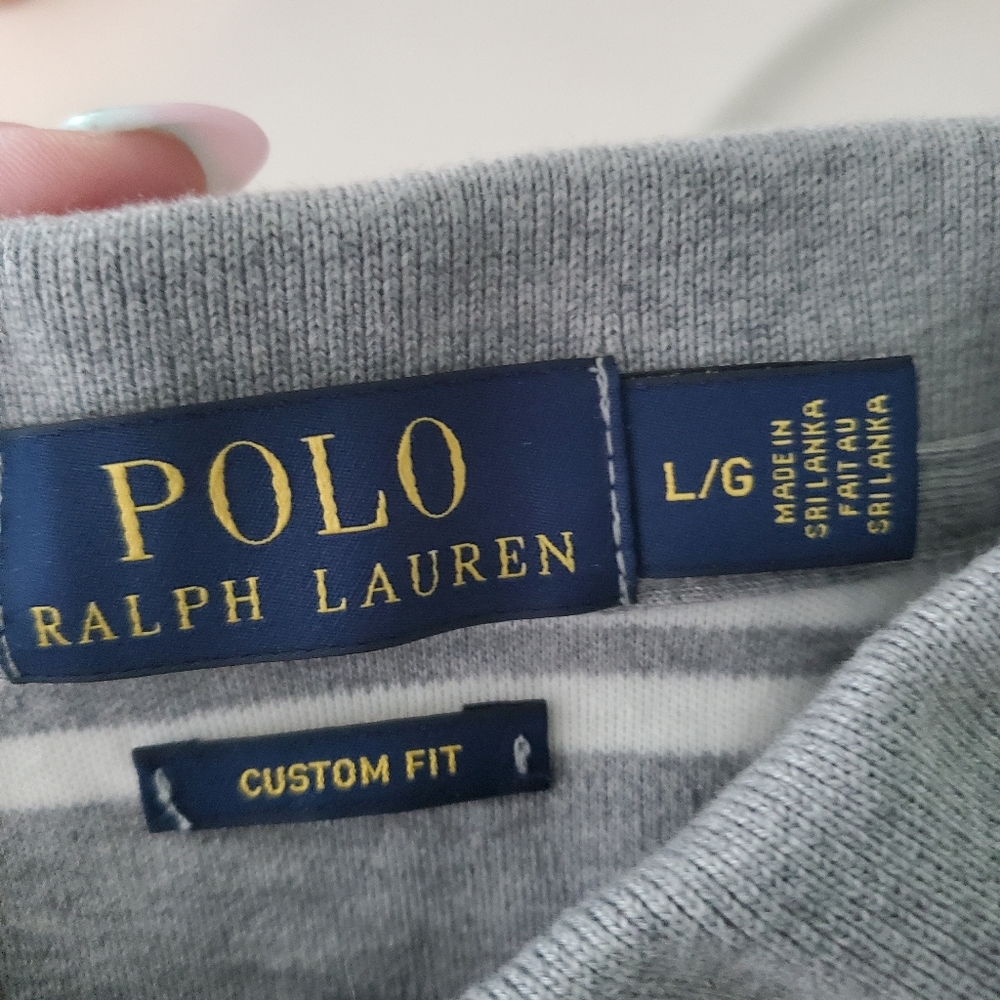 POLO
RALPH LAUREN
L/G
MADE IN
SRI LANKA
FAIT AU
SRI LANKA
CUSTOM FIT